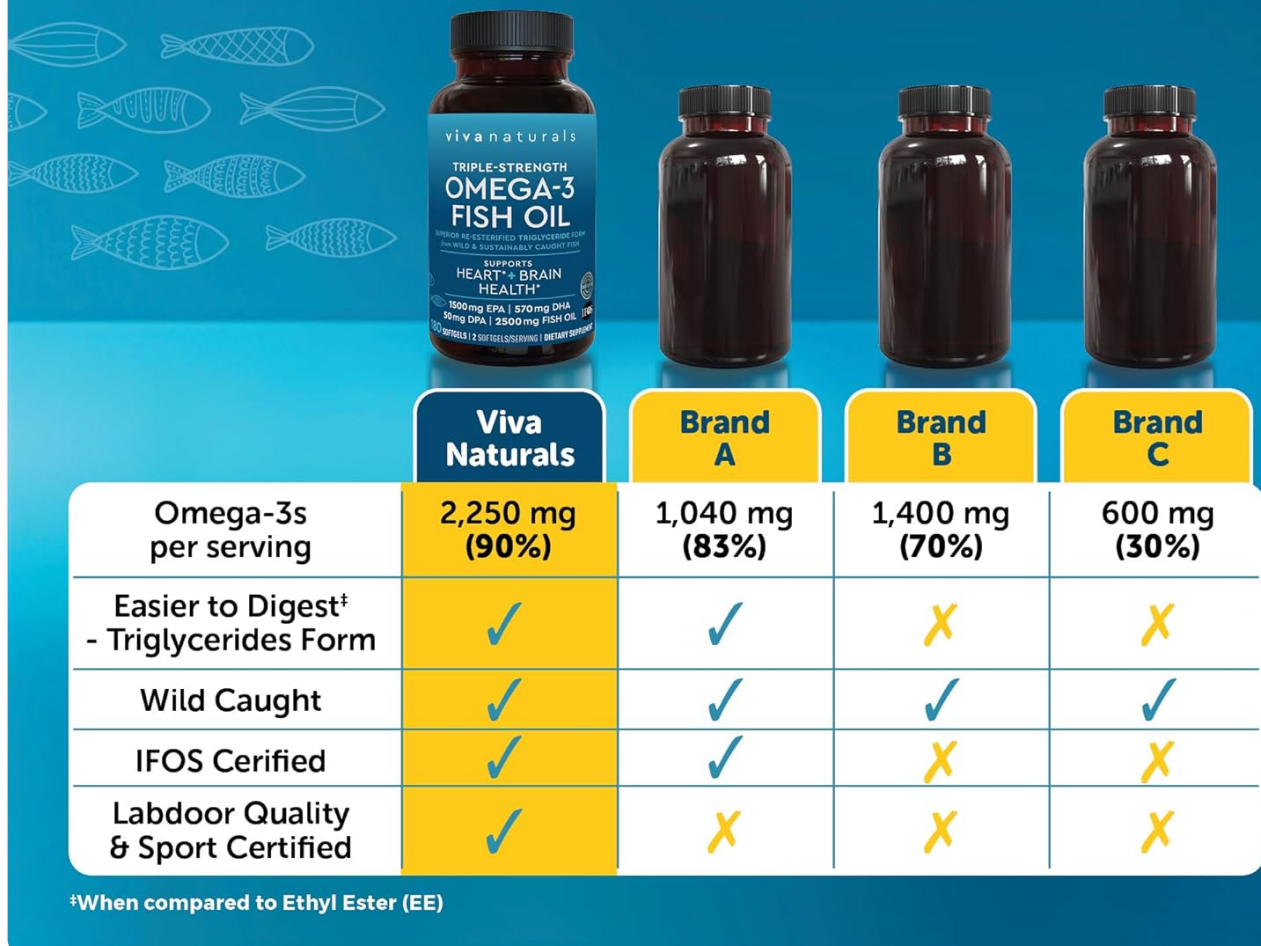 vivanaturals
TRIPLE-STRENGTH
OMEGA-3
FISH OIL
SUPERIOR RE-ESTERIFIED TRIGLYCERIDE FORM
from WILD & SUSTAINABLY CAUGHT FISH
SUPPORTS
HEART*+ BRAIN
HEALTH*
1500mg EPA | 570mg DHA
50mg DPA | 2500mg FISH OIL
180 SOFTGELS | 2 SOFTGELS/SERVING | DIETARY SUPPLEMENT
Viva
Naturals
Brand
A
Brand
B
Brand
C
Omega-3s
per serving
2,250 mg
(90%)
1,040 mg
(83%)
1,400 mg
(70%)
600 mg
(30%)
Easier to Digest‡
- Triglycerides Form
✓ ✓ ✗ ✗
Wild Caught
✓ ✓ ✓ ✓
IFOS Cerified
✓ ✓ ✗ ✗
Labdoor Quality
& Sport Certified
✓ ✗ ✗ ✗
‡When compared to Ethyl Ester (EE)